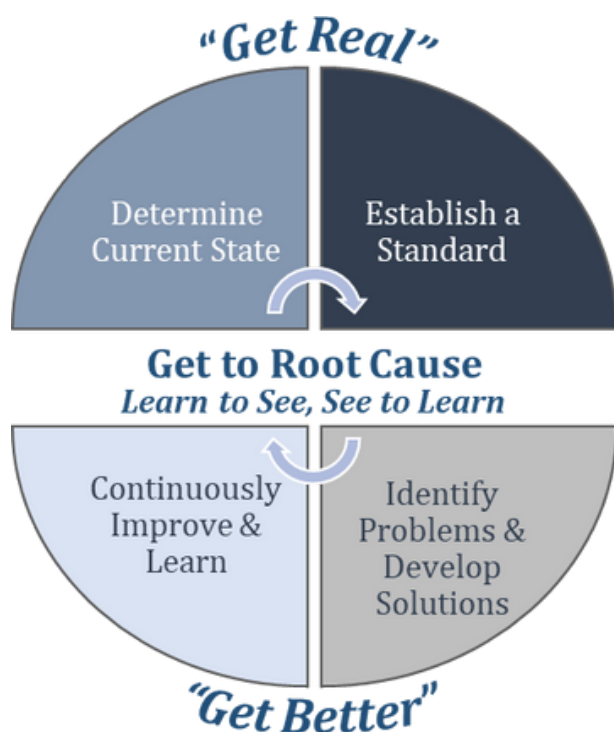 “Get Real”
Determine
Current State
Establish a
Standard
Get to Root Cause
Learn to See, See to Learn
Continuously
Improve &
Learn
Identify
Problems &
Develop
Solutions
“Get Better”